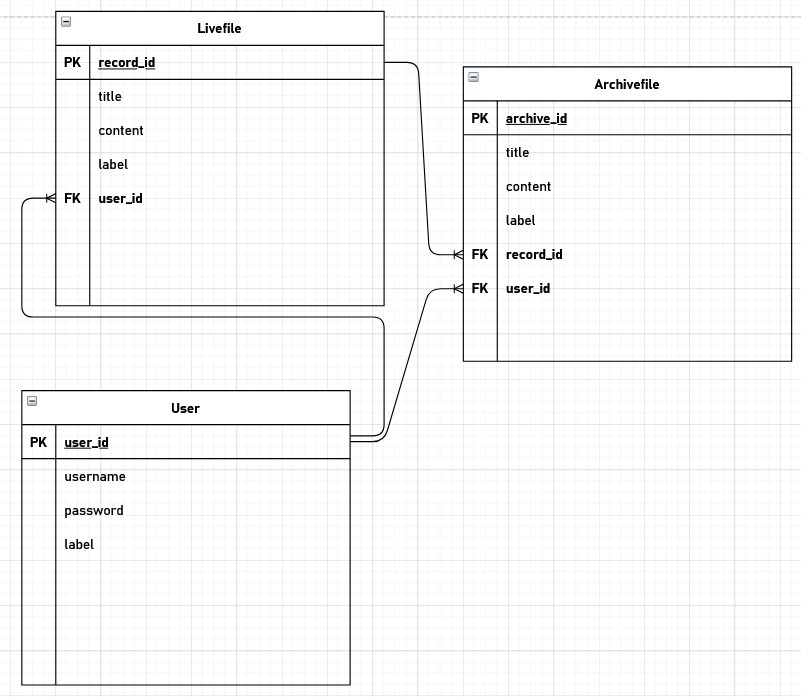 Livefile
PK record_id
title
content
label
FK user_id
Archivefile
PK archive_id
title
content
label
FK record_id
FK user_id
User
PK user_id
username
password
label